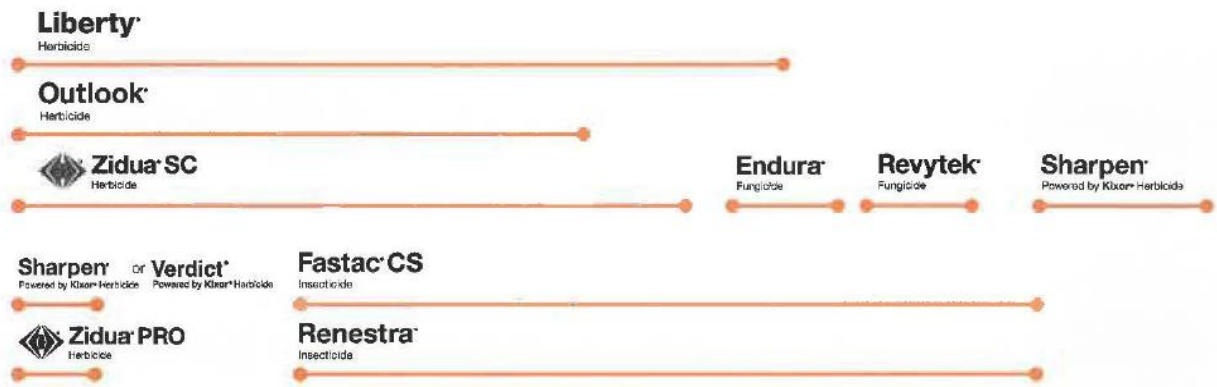 Liberty®
Herbicide
Outlook®
Herbicide
Zidua® SC
Herbicide
Endura®
Fungicide
Revytek®
Fungicide
Sharpen®
Powered by Kixor® Herbicide
Sharpen® or Verdict®
Powered by Kixor® Herbicide Powered by Kixor® Herbicide
Fastac® CS
Insecticide
Zidua® PRO
Herbicide
Renestra®
Insecticide